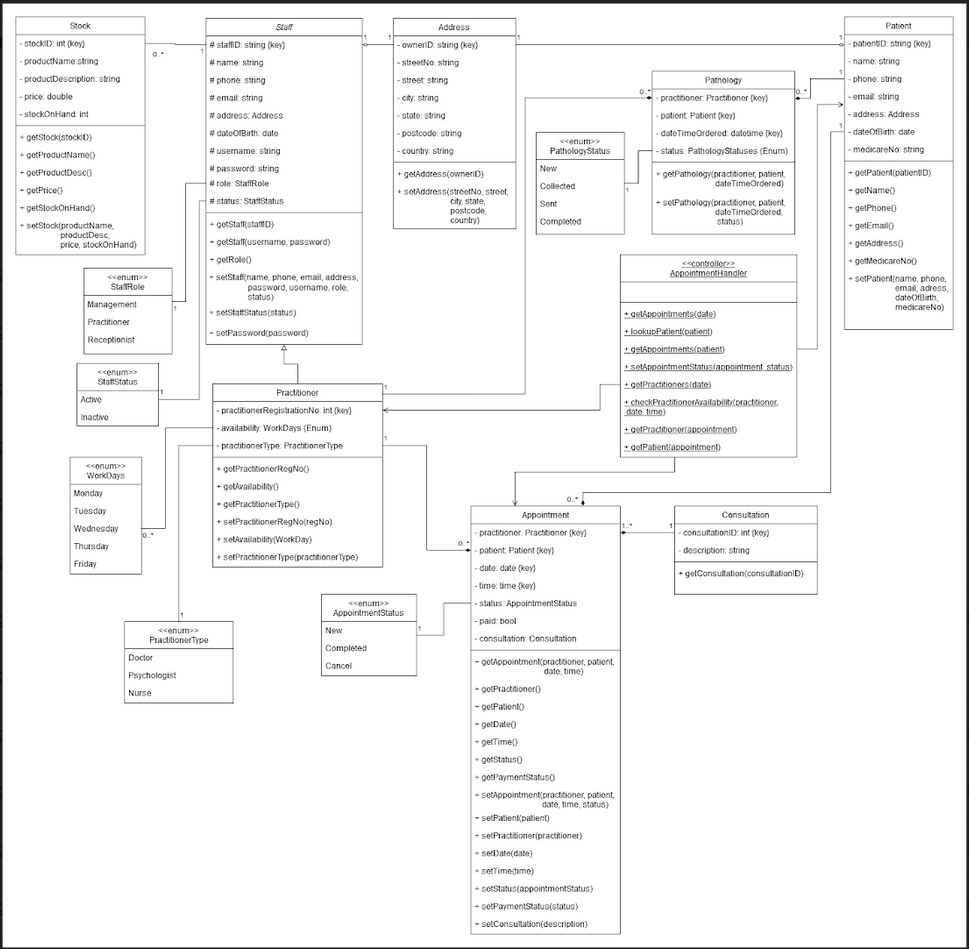 Stock
- stockID: int {key}
- productName:string
- productDescription: string
- price: double
- stockOnHand: int
+ getStock(stockID)
+ getProductName()
+ getProductDesc()
+ getPrice()
+ getStockOnHand()
+ setStock(productName,
productDesc,
price, stockOnHand)
0..*
1
Staff
# staffID: string {key}
# name: string
# phone: string
# email: string
# address: Address
# dateOfBirth: date
# username: string
# password: string
# role: StaffRole
# status: StaffStatus
+ getStaff(staffID)
+ getStaff(username, password)
+ getRole()
+ setStaff(name, phone, email, address,
password, username, role,
status)
+ setStaffStatus(status)
+ setPassword(password)
1
1
Address
- ownerID: string {key}
- streetNo: string
- street: string
- city: string
- state: string
- postcode: string
- country: string
+ getAddress(ownerID)
+ setAddress(streetNo, street,
city, state,
postcode,
country)
1
1
Patient
- patientID: string {key}
- name: string
- phone: string
- email: string
- address: Address
- dateOfBirth: date
- medicareNo: string
+ getPatient(patientID)
+ getName()
+ getPhone()
+ getEmail()
+ getAddress()
+ getMedicareNo()
+ setPatient(name, phone,
email, adress,
dateOfBirth,
medicareNo)
1
1
Pathology
- practitioner: Practitioner {key}
- patient: Patient {key}
- dateTimeOrdered: datetime {key}
- status: PathologyStatuses (Enum)
+ getPathology(practitioner, patient,
dateTimeOrdered)
+ setPathology(practitioner, patient,
dateTimeOrdered,
status)
0..*
0..*
<<enum>>
PathologyStatus
New
Collected
Sent
Completed
1
<<controller>>
AppointmentHandler
+ getAppointments(date)
+ lookupPatient(patient)
+ getAppointments(patient)
+ setAppointmentStatus(appointment, status)
+ getPractitioners(date)
+ checkPractitionerAvailability(practitioner,
date, time)
+ getPractitioner(appointment)
+ getPatient(appointment)
<<enum>>
StaffRole
Management
Practitioner
Receptionist
1
<<enum>>
StaffStatus
Active
Inactive
1
Practitioner
- practitionerRegistrationNo: int {key}
- availability: WorkDays (Enum)
- practitionerType: PractitionerType
+ getPractitionerRegNo()
+ getAvailability()
+ getPractitionerType()
+ setPractitionerRegNo(regNo)
+ setAvailability(WorkDay)
+ setPractitionerType(practitionerType)
1
1
<<enum>>
WorkDays
Monday
Tuesday
Wednesday
Thursday
Friday
0..*
<<enum>>
PractitionerType
Doctor
Psychologist
Nurse
1
<<enum>>
AppointmentStatus
New
Completed
Cancel
1
Appointment
- practitioner: Practitioner {key}
- patient: Patient {key}
- date: date {key}
- time: time {key}
- status: AppointmentStatus
- paid: bool
- consultation: Consultation
+ getAppointment(practitioner, patient,
date, time)
+ getPractitioner()
+ getPatient()
+ getDate()
+ getTime()
+ getStatus()
+ getPaymentStatus()
+ setAppointment(practitioner, patient,
date, time, status)
- setPatient(patient)
+ setPractitioner(practitioner)
+ setDate(date)
+ setTime(time)
+ setStatus(appointmentStatus)
+ setPaymentStatus(status)
+ setConsultation(description)
0..*
0..*
1..*
1
Consultation
- consultationID: int {key}
- description: string
+ getConsultation(consultationID)